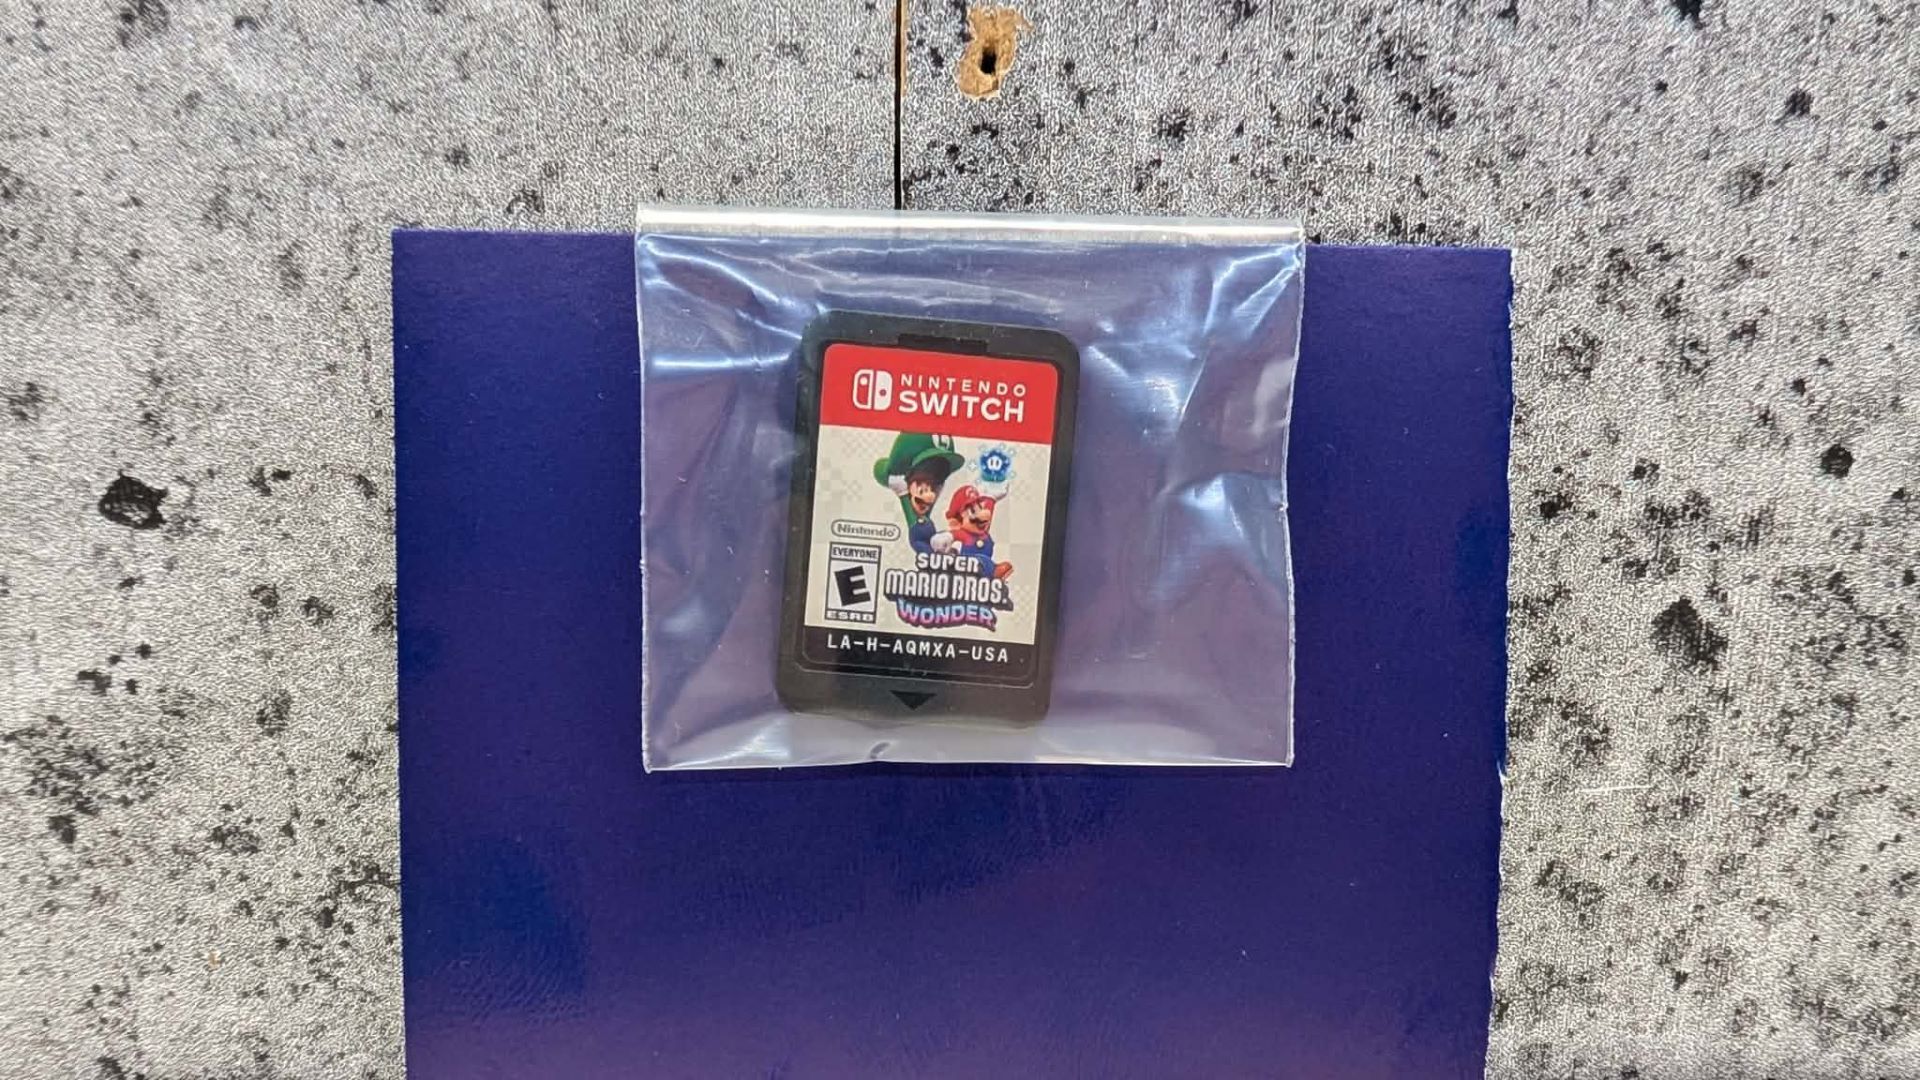 NINTENDO
SWITCH
L
Nintendo
EVERYONE
E
ESRB
SUPER
MARIO BROS.
WONDER
LA-H-AQMXA-USA